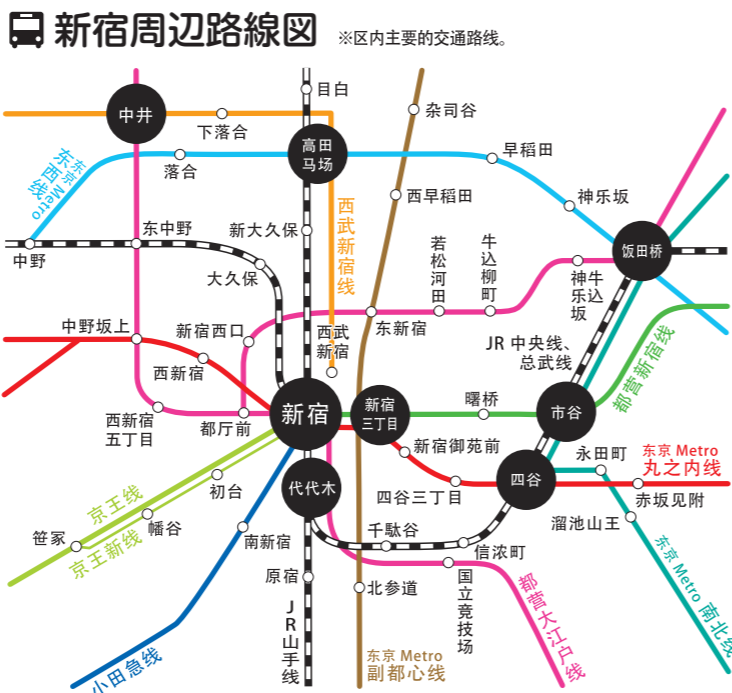 新宿周辺路線図
※区内主要的交通路线。
目白
中井
下落合
杂司谷
高田
马场
早稻田
东京 Metro
东西线
落合
西早稻田
神乐坂
西武新宿线
东中野
新大久保
若松河田
牛込柳町
饭田桥
中野
大久保
神乐坂
牛込
中野坂上
新宿西口
西武
新宿
东新宿
JR 中央线、
总武线
都营新宿线
西新宿
新宿
新宿
三丁目
曙桥
市谷
西新宿
五丁目
都厅前
新宿御苑前
永田町
东京 Metro
丸之内线
京王线
初台
代代木
四谷三丁目
四谷
赤坂见附
笹冢
幡谷
京王新线
南新宿
千駄谷
信浓町
溜池山王
原宿
北参道
国立竞技场
都营大江户线
东京 Metro 南北线
JR山手线
小田急线
东京 Metro
副都心线